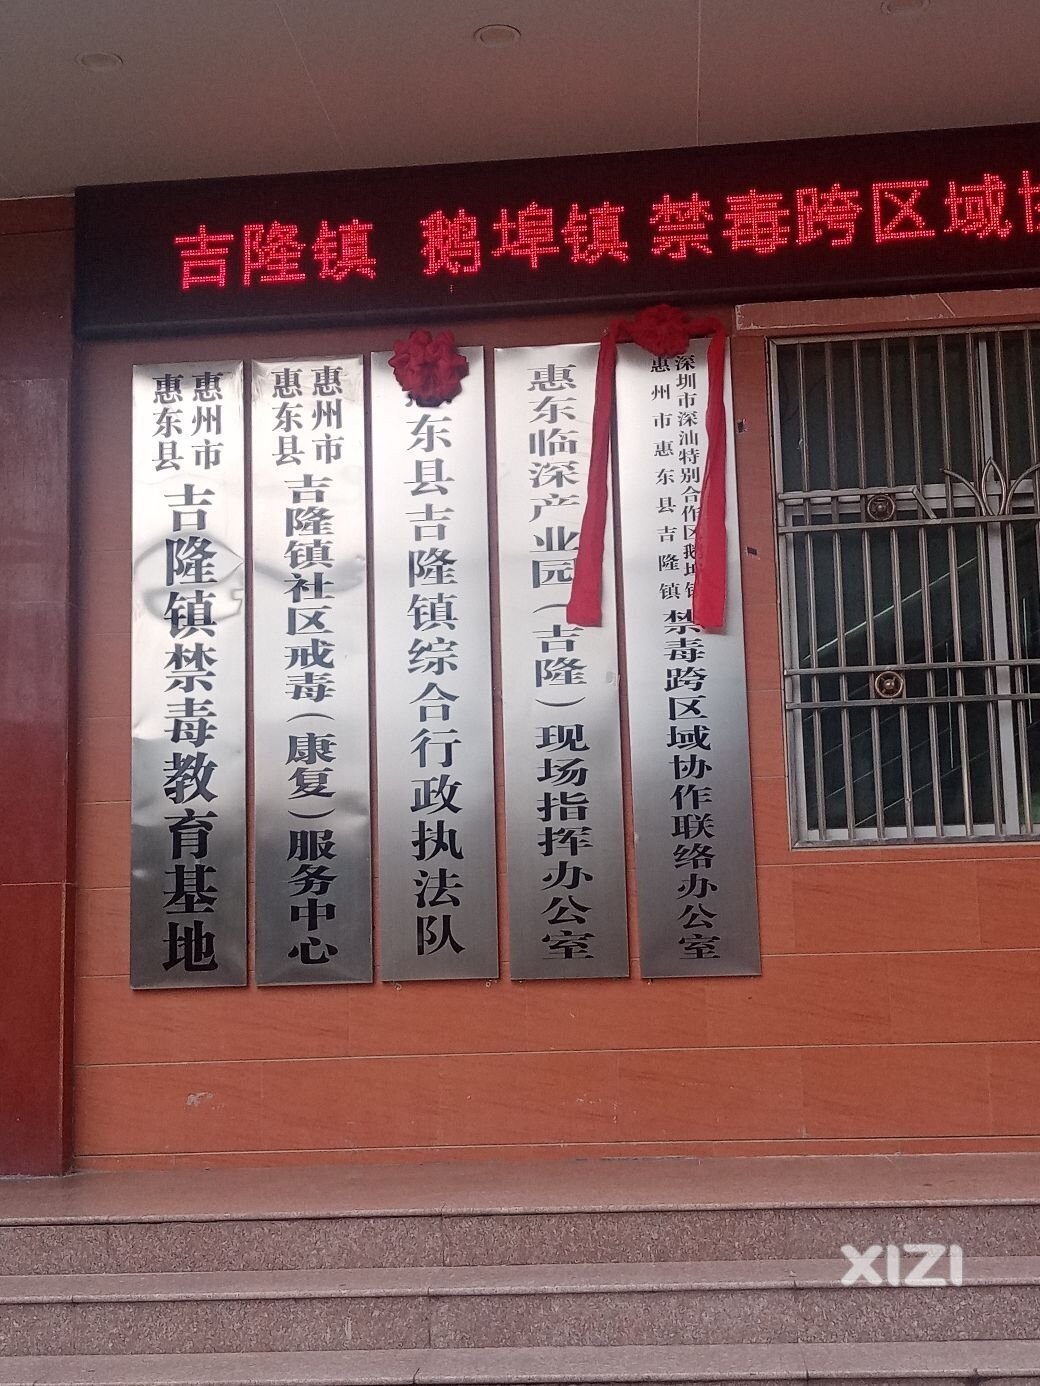 吉隆镇 鹅埠镇 禁毒跨区域
惠州市
惠东县
吉隆镇禁毒教育基地
惠州市
惠东县
吉隆镇社区戒毒（康复）服务中心
东县吉隆镇综合行政执法队
惠东临深产业园（吉隆）现场指挥办公室
深圳市深汕特别合作区鹅埠镇
惠州市惠东县吉隆镇
禁毒跨区域协作联络办公室
XIZI